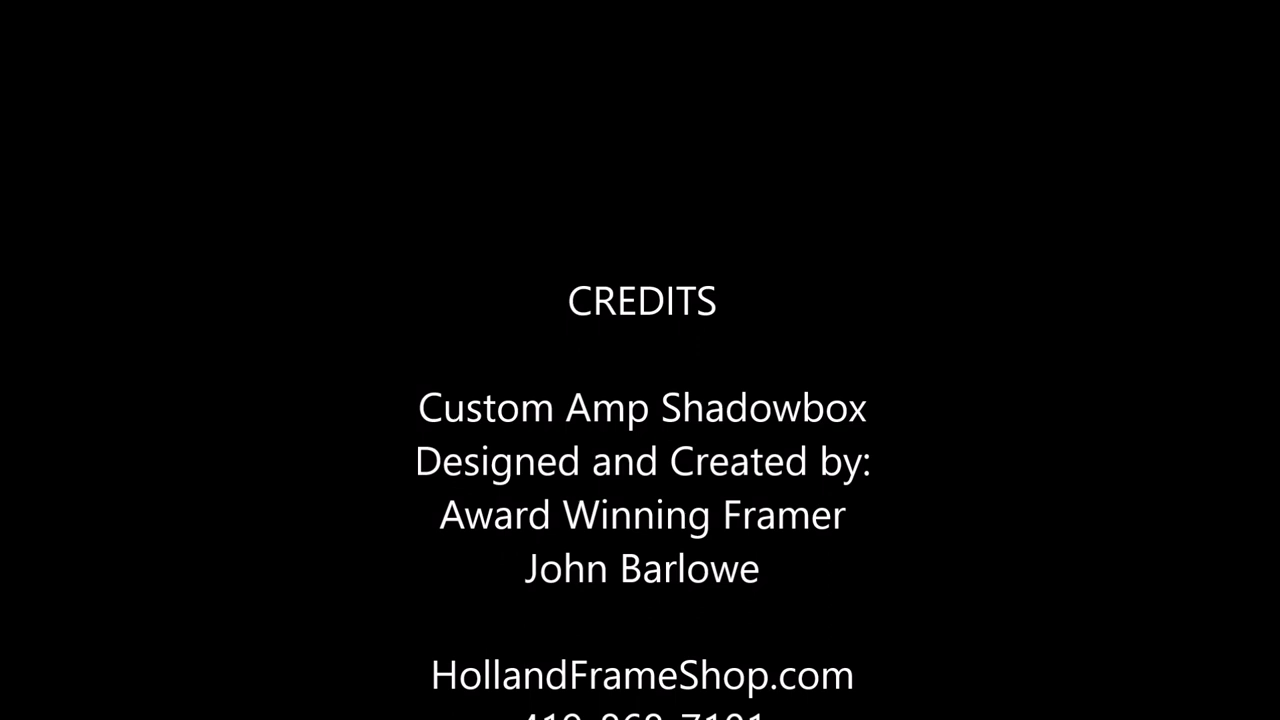 CREDITS
Custom Amp Shadowbox
Designed and Created by:
Award Winning Framer
John Barlowe
HollandFrameShop.com